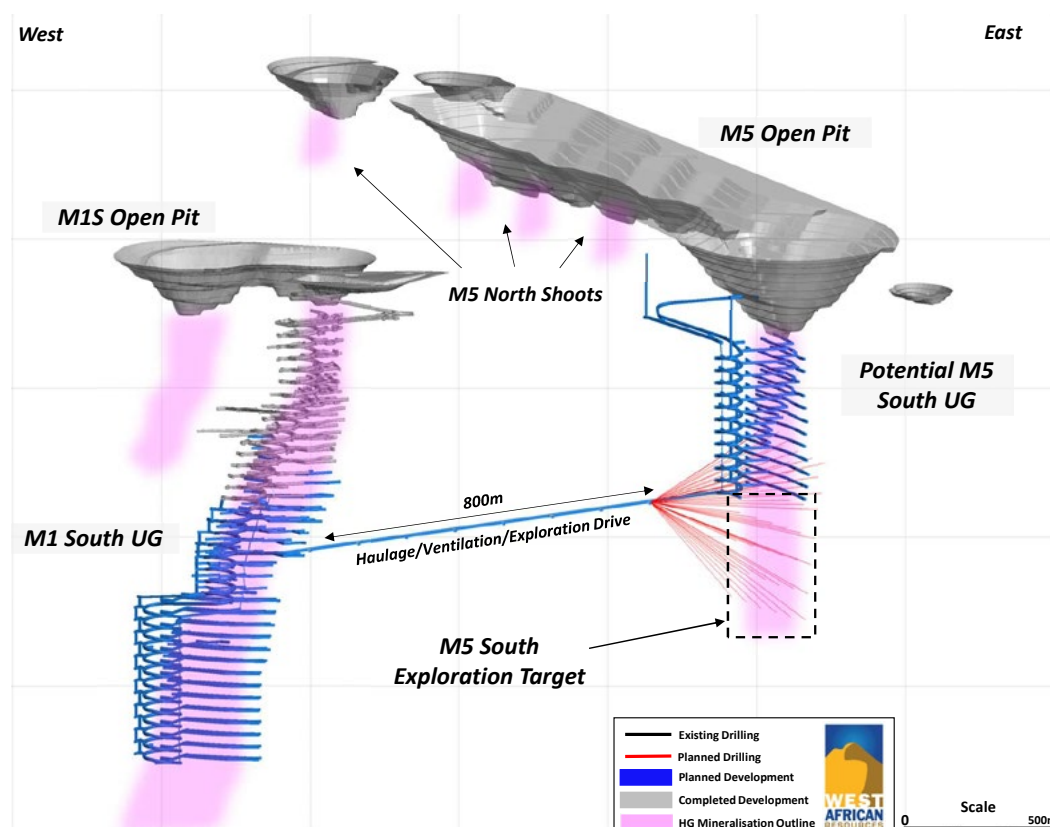 West
East
M5 Open Pit
M1S Open Pit
M5 North Shoots
Potential M5
South UG
800m
M1 South UG
Haulage/Ventilation/Exploration Drive
M5 South
Exploration Target
Existing Drilling
Planned Drilling
Planned Development
Completed Development
HG Mineralisation Outline
WEST
AFRICAN
RESOURCES
Scale
0
500m